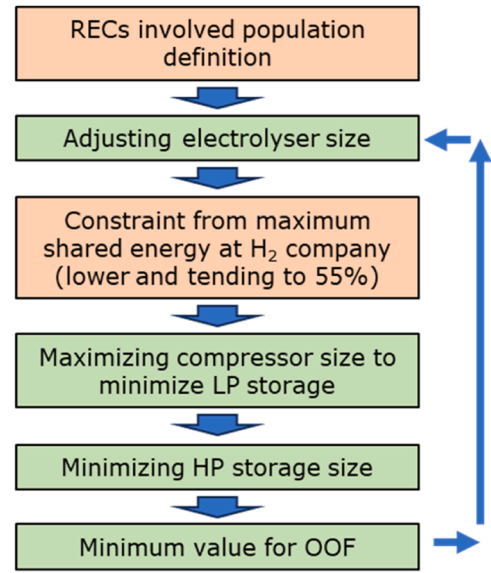 RECs involved population
definition
Adjusting electrolyser size
Constraint from maximum
shared energy at H₂ company
(lower and tending to 55%)
Maximizing compressor size to
minimize LP storage
Minimizing HP storage size
Minimum value for OOF